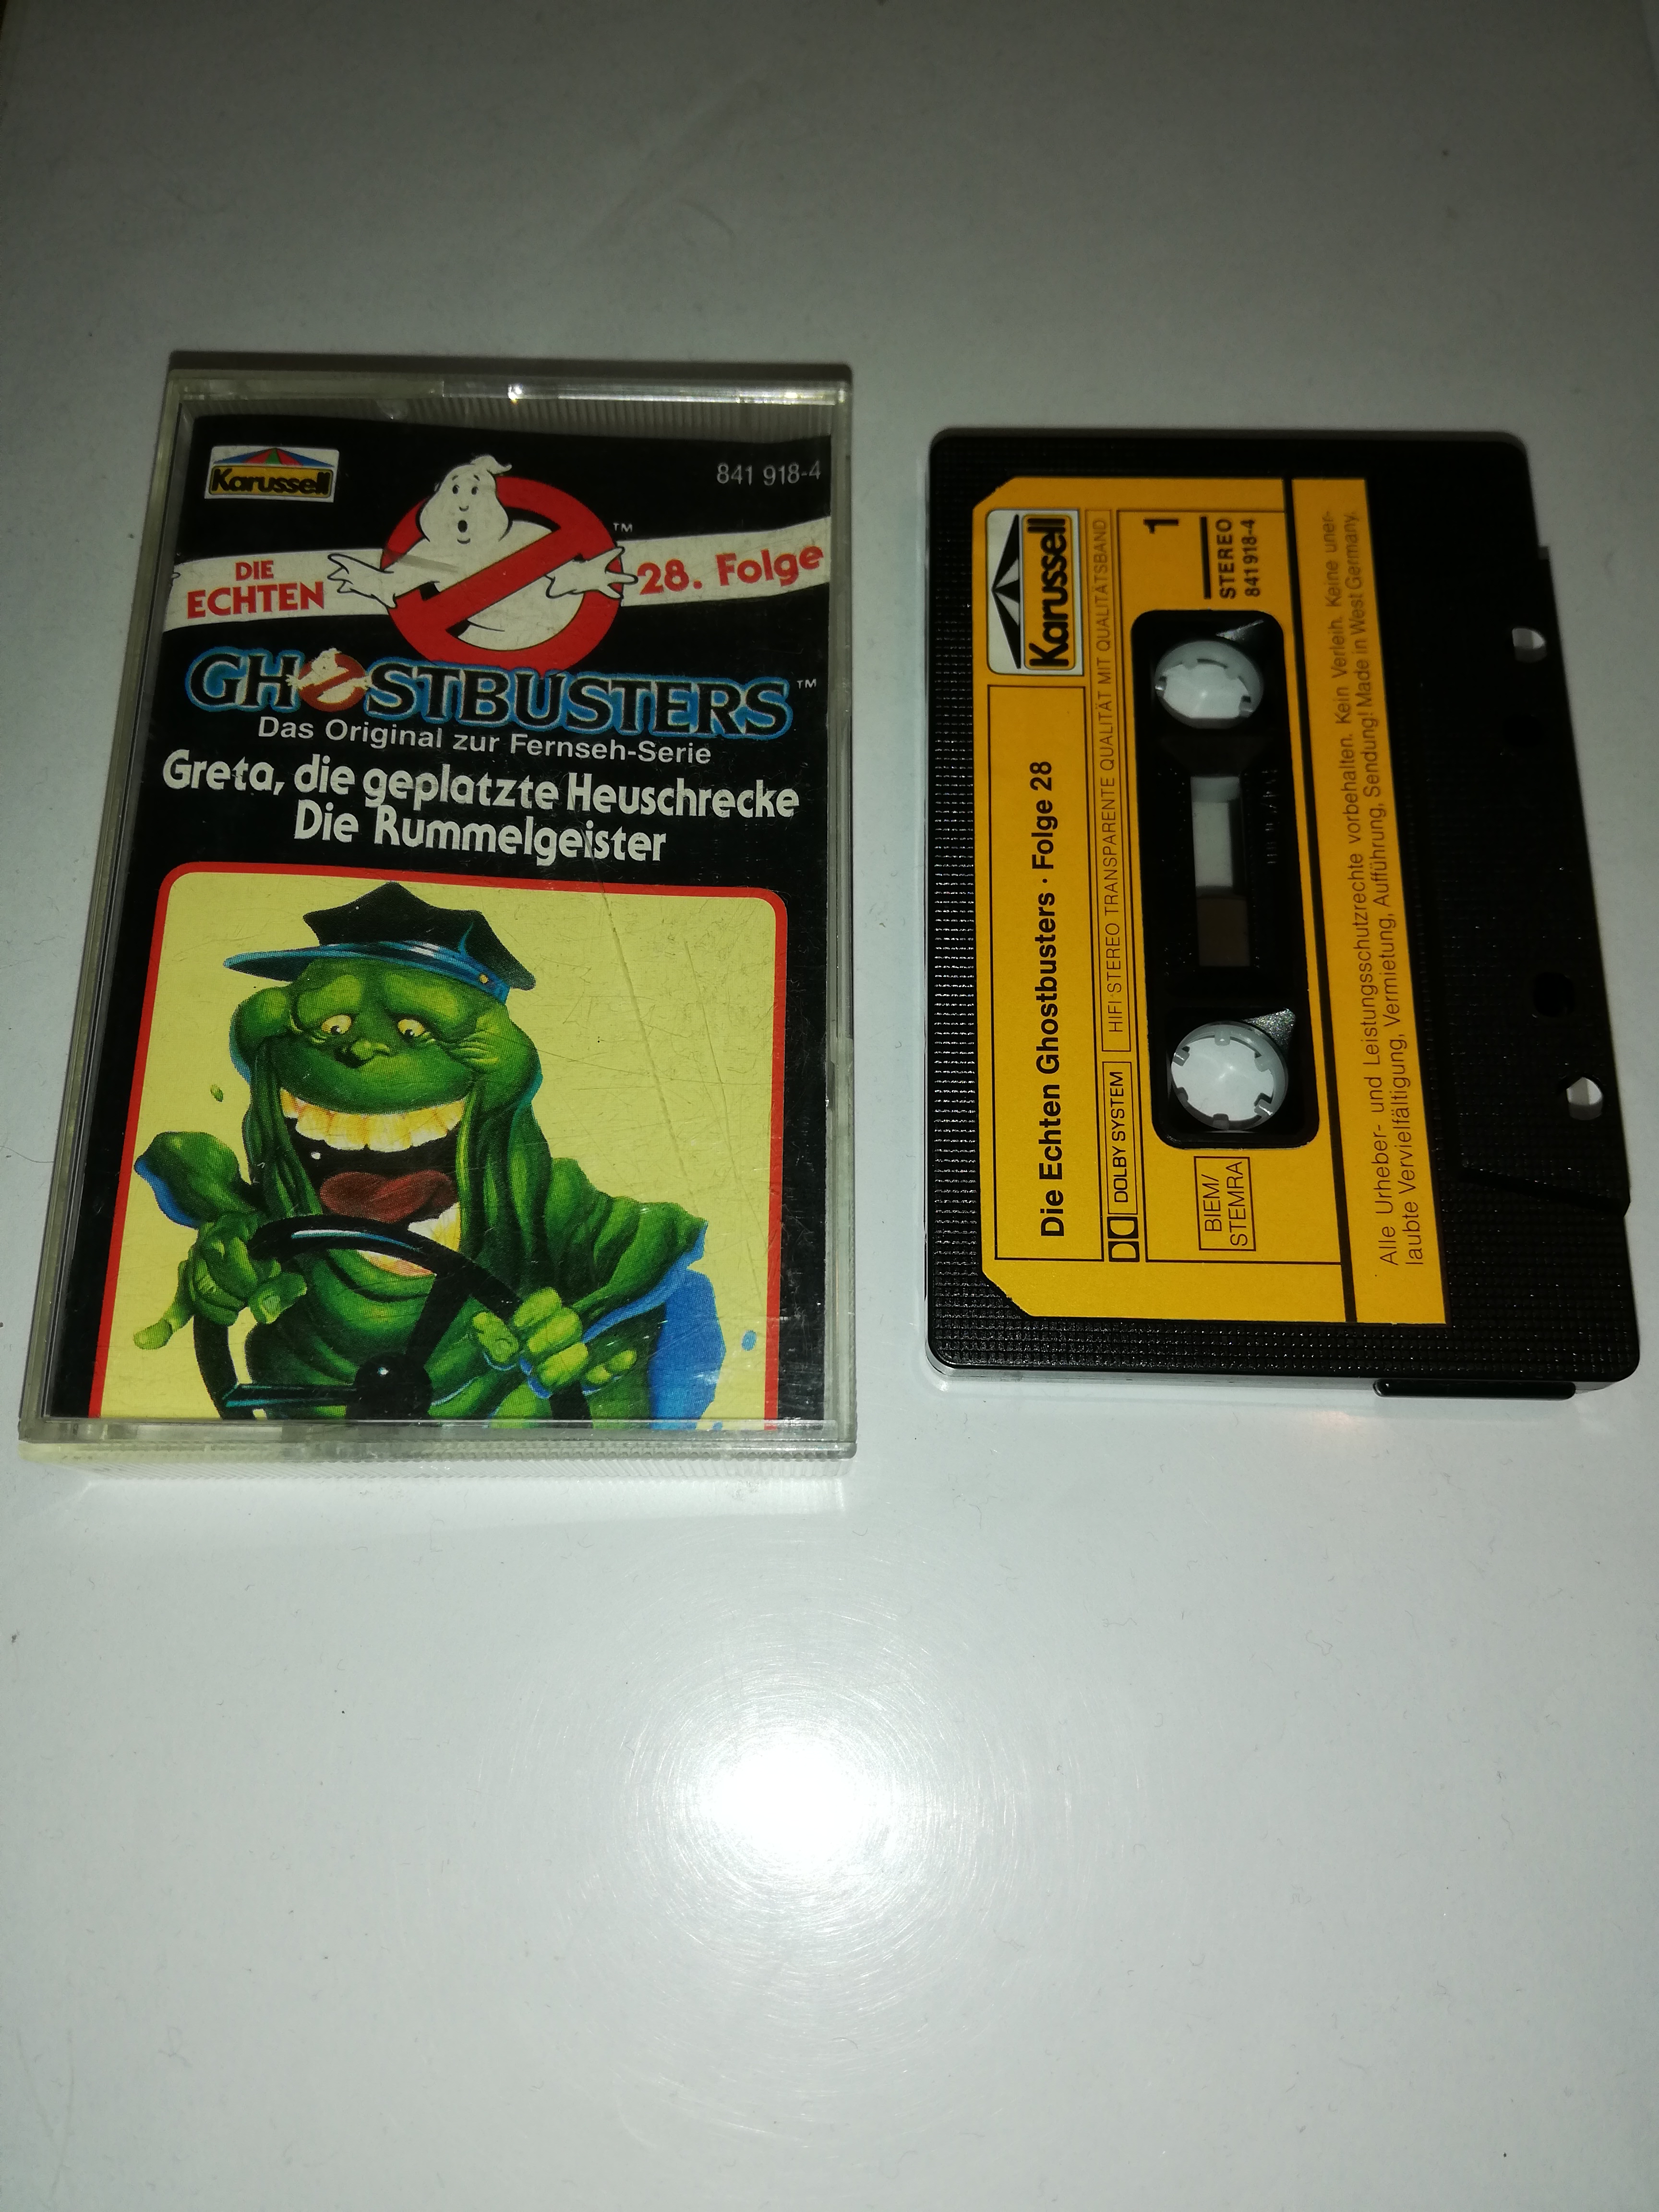 Karussell
841 918-4
™
DIE
ECHTEN
28. Folge
GHOSTBUSTERS™
Das Original zur Fernseh-Serie
Greta, die geplatzte Heuschrecke
Die Rummelgeister
Karussell
Die Echten Ghostbusters · Folge 28
DOLBY SYSTEM
HIFI-STEREO TRANSPARENTE QUALITÄT MIT QUALITÄTSBAND
1
STEREO
841 918-4
BIEM/
STEMRA
Alle Urheber- und Leistungsschutzrechte vorbehalten. Kein Verleih. Keine uner-
laubte Vervielfältigung, Vermietung, Aufführung, Sendung! Made in West Germany.